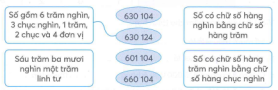 Số gồm 6 trăm nghìn,
3 chục nghìn, 1 trăm,
2 chục và 4 đơn vị
Sáu trăm ba mươi
nghìn một trăm
linh tư
630 104
630 124
601 104
660 104
Số có chữ số hàng
nghìn bằng chữ số
hàng trăm
Số có chữ số hàng
trăm nghìn bằng chữ
số hàng chục nghìn